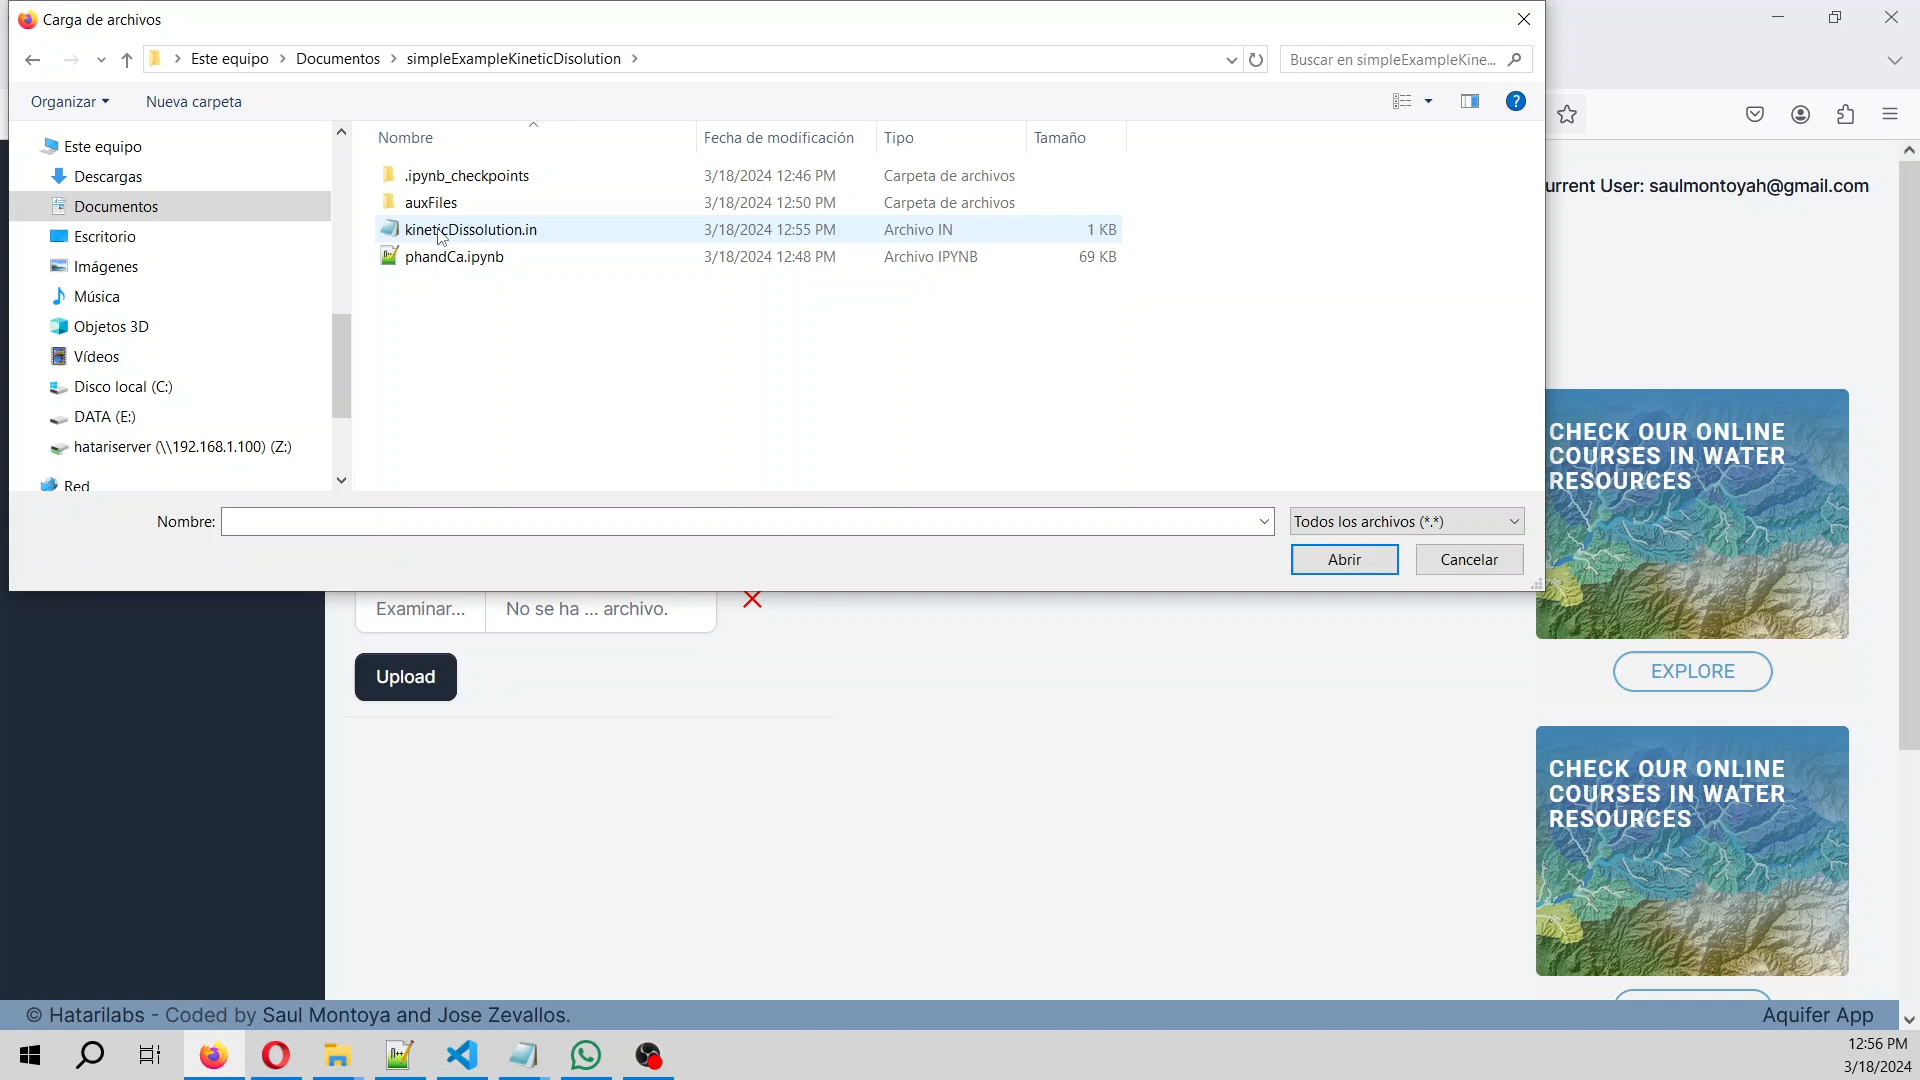 Carga de archivos
Este equipo
Documentos
simpleExampleKineticDisolution
Buscar en simpleExampleKine...
Organizar
Nueva carpeta
Este equipo
Descargas
Documentos
Escritorio
Imágenes
Música
Objetos 3D
Vídeos
Disco local (C:)
DATA (E:)
hatariserver (\\192.168.1.100) (Z:)
Red
Nombre
Fecha de modificación
Tipo
Tamaño
.ipynb_checkpoints
3/18/2024 12:46 PM
Carpeta de archivos
auxFiles
3/18/2024 12:50 PM
Carpeta de archivos
kineticDissolution.in
3/18/2024 12:55 PM
Archivo IN
1 KB
phandCa.ipynb
3/18/2024 12:48 PM
Archivo IPYNB
69 KB
Nombre:
Todos los archivos (*.*)
Abrir
Cancelar
urrent User: saulmontoyah@gmail.com
Examinar...
No se ha ... archivo.
Upload
CHECK OUR ONLINE
COURSES IN WATER
RESOURCES
EXPLORE
CHECK OUR ONLINE
COURSES IN WATER
RESOURCES
© Hatarilabs - Coded by Saul Montoya and Jose Zevallos.
Aquifer App
12:56 PM
3/18/2024